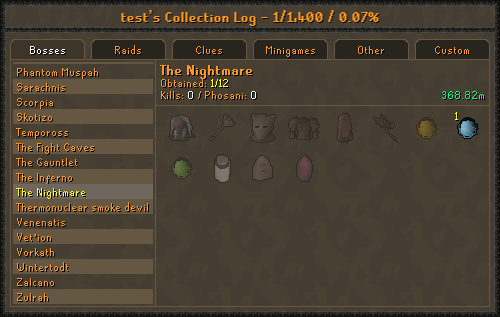 test's Collection Log - 1/1,400 / 0.07%
Bosses Raids Clues Minigames Other Custom
Phantom Muspah
Sarachnis
Scorpia
Skotizo
Tempoross
The Fight Caves
The Gauntlet
The Inferno
The Nightmare
Thermonuclear smoke devil
Venenatis
Vet'ion
Vorkath
Wintertodt
Zalcano
Zulrah
The Nightmare
Obtained: 1/12
Kills: 0 / Phosani: 0
368.82m
1